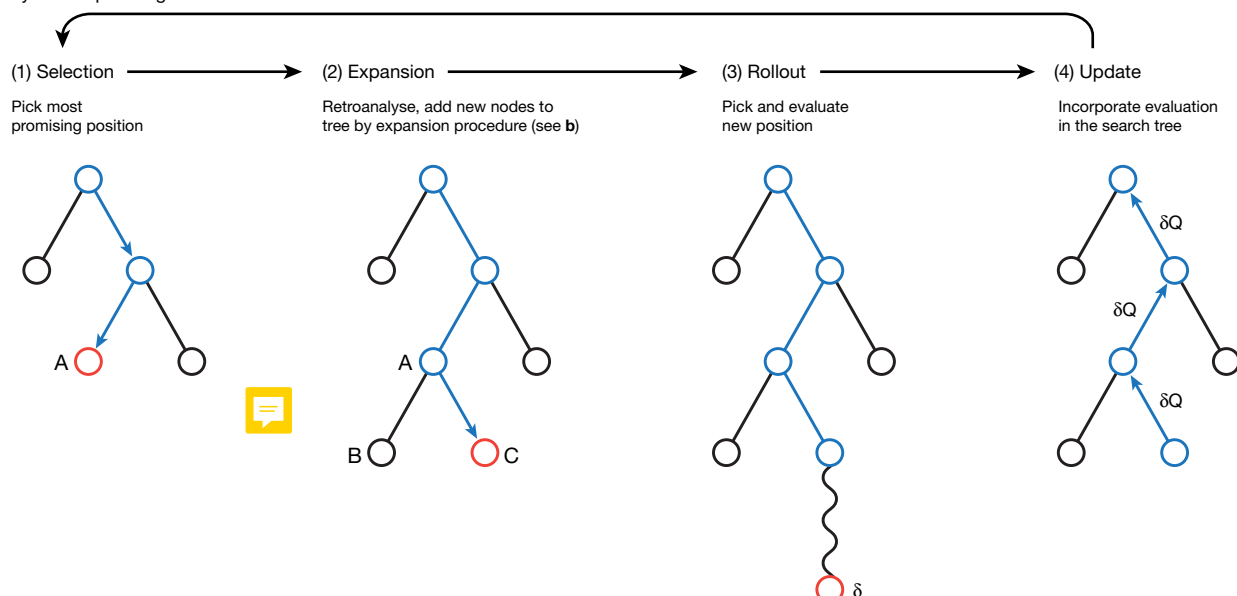 (1) Selection
(2) Expansion
(3) Rollout
(4) Update
Pick most
promising position
Retroanalyse, add new nodes to
tree by expansion procedure (see b)
Pick and evaluate
new position
Incorporate evaluation
in the search tree
δQ
δQ
A
A
δQ
B
C
δ